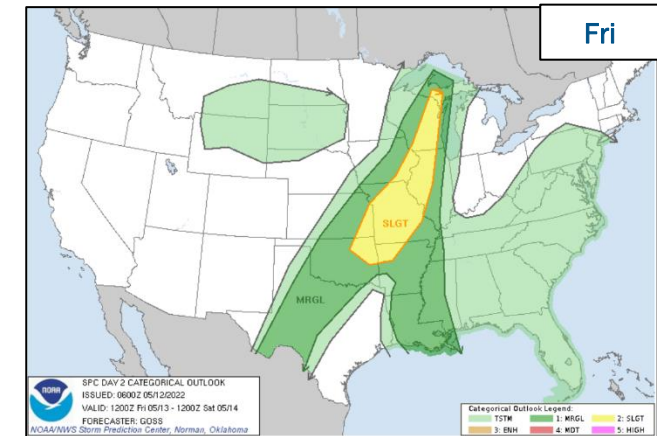 Fri
SLGT
MRGL
NOAA
SPC DAY 2 CATEGORICAL OUTLOOK
ISSUED: 0600Z 05/12/2022
VALID: 1200Z Fri 05/13 - 1200Z Sat 05/14
FORECASTER: GOSS
NOAA/NWS Storm Prediction Center, Norman, Oklahoma
Categorical Outlook Legend:
TSTM 1: MRGL 2: SLGT
3: ENH 4: MDT 5: HIGH